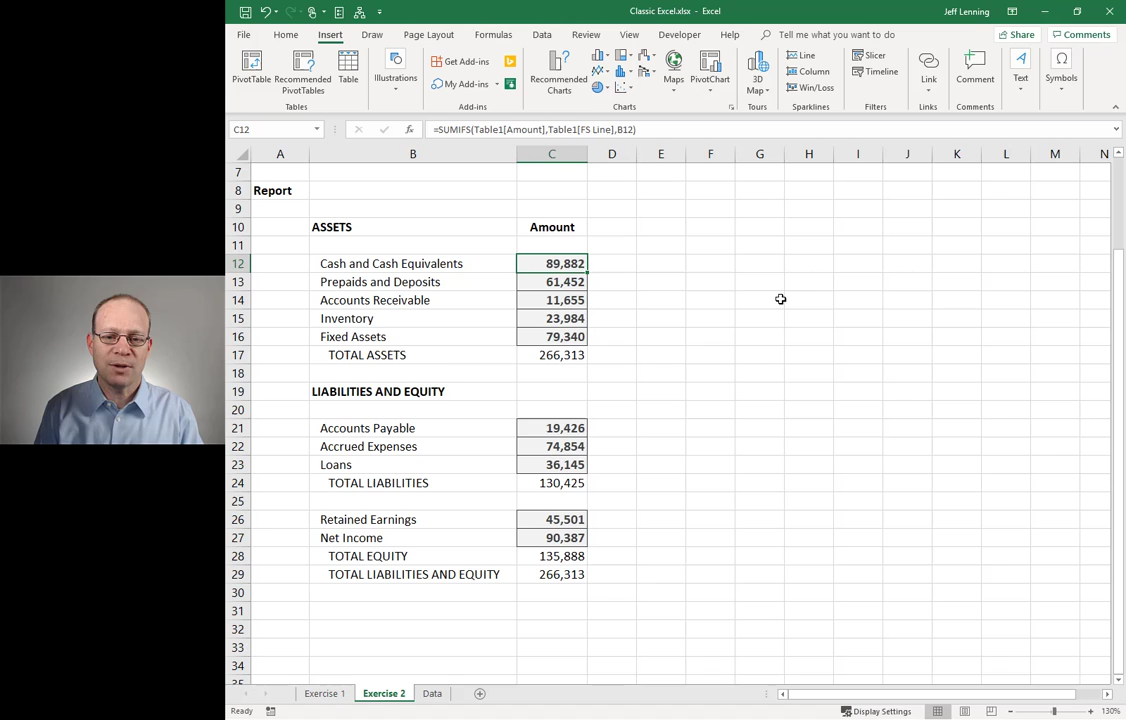 Classic Excel.xlsx - Excel
Jeff Lenning
File Home Insert Draw Page Layout Formulas Data Review View Developer Help Tell me what you want to do Share Comments
PivotTable
Recommended
PivotTables
Table
Tables
Illustrations
Get Add-ins
My Add-ins
Add-ins
Recommended
Charts
Maps
PivotChart
Charts
3D
Map
Tours
Line
Column
Win/Loss
Sparklines
Slicer
Timeline
Filters
Link
Links
Comment
Comments
Text
Symbols
C12 fx =SUMIFS(Table1[Amount],Table1[FS Line],B12)
A B C D E F G H I J K L M N
7
8 Report
9
10 ASSETS Amount
11
12 Cash and Cash Equivalents 89,882
13 Prepaids and Deposits 61,452
14 Accounts Receivable 11,655
15 Inventory 23,984
16 Fixed Assets 79,340
17 TOTAL ASSETS 266,313
18
19 LIABILITIES AND EQUITY
20
21 Accounts Payable 19,426
22 Accrued Expenses 74,854
23 Loans 36,145
24 TOTAL LIABILITIES 130,425
25
26 Retained Earnings 45,501
27 Net Income 90,387
28 TOTAL EQUITY 135,888
29 TOTAL LIABILITIES AND EQUITY 266,313
30
31
32
33
34
35
Exercise 1 Exercise 2 Data
Ready Display Settings 130%